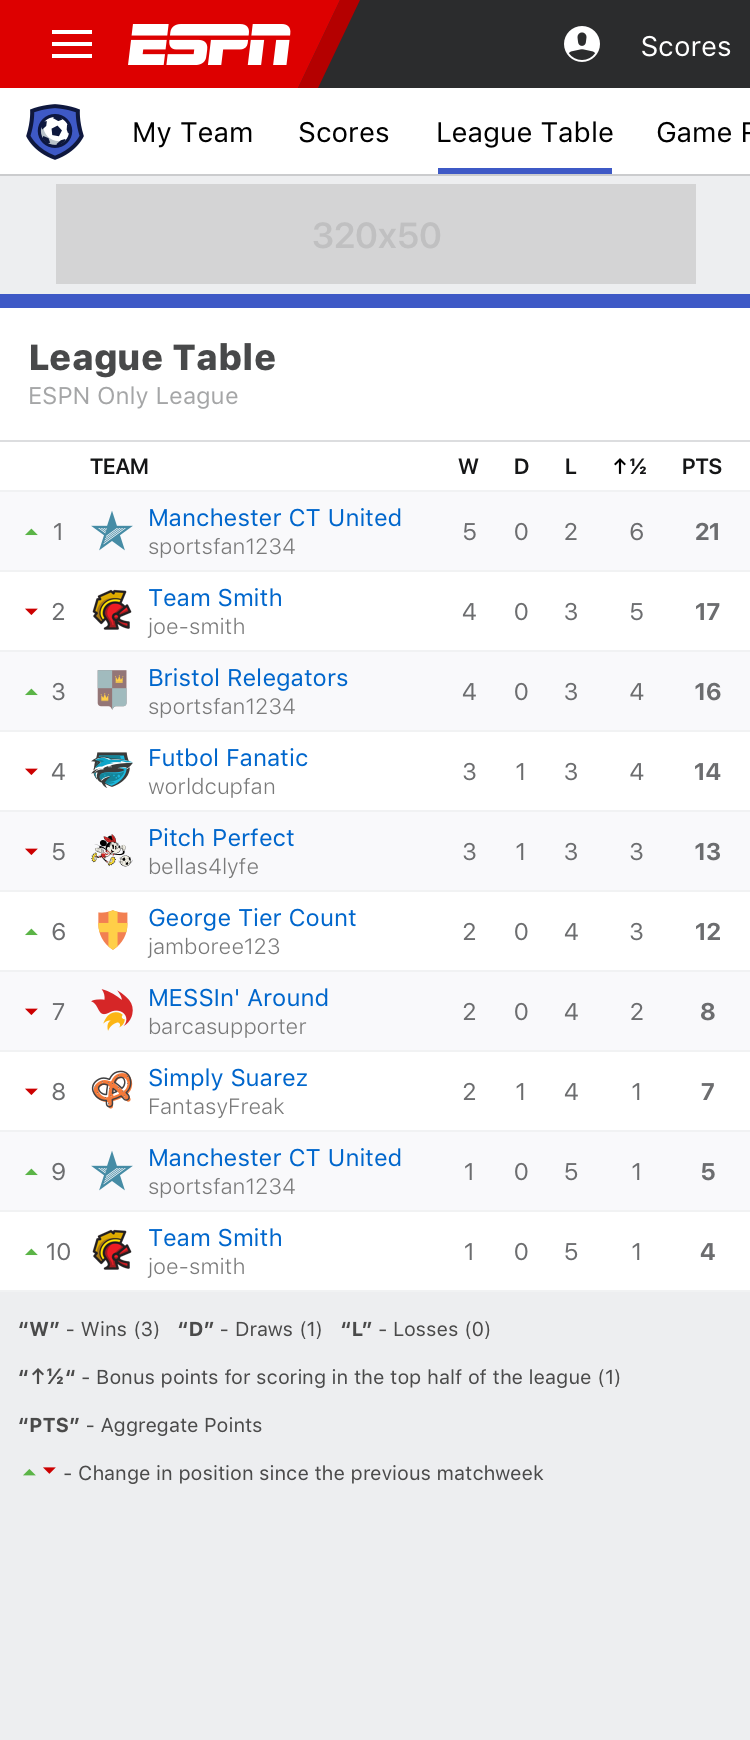 ESPN
Scores
My Team Scores League Table Game
320x50
League Table
ESPN Only League
TEAM W D L ↑½ PTS
1 Manchester CT United 5 0 2 6 21
sportsfan1234
2 Team Smith 4 0 3 5 17
joe-smith
3 Bristol Relegators 4 0 3 4 16
sportsfan1234
4 Futbol Fanatic 3 1 3 4 14
worldcupfan
5 Pitch Perfect 3 1 3 3 13
bellas4lyfe
6 George Tier Count 2 0 4 3 12
jamboree123
7 MESSIn' Around 2 0 4 2 8
barcasupporter
8 Simply Suarez 2 1 4 1 7
FantasyFreak
9 Manchester CT United 1 0 5 1 5
sportsfan1234
10 Team Smith 1 0 5 1 4
joe-smith
“W” - Wins (3) “D” - Draws (1) “L” - Losses (0)
“↑½“ - Bonus points for scoring in the top half of the league (1)
“PTS” - Aggregate Points
- Change in position since the previous matchweek